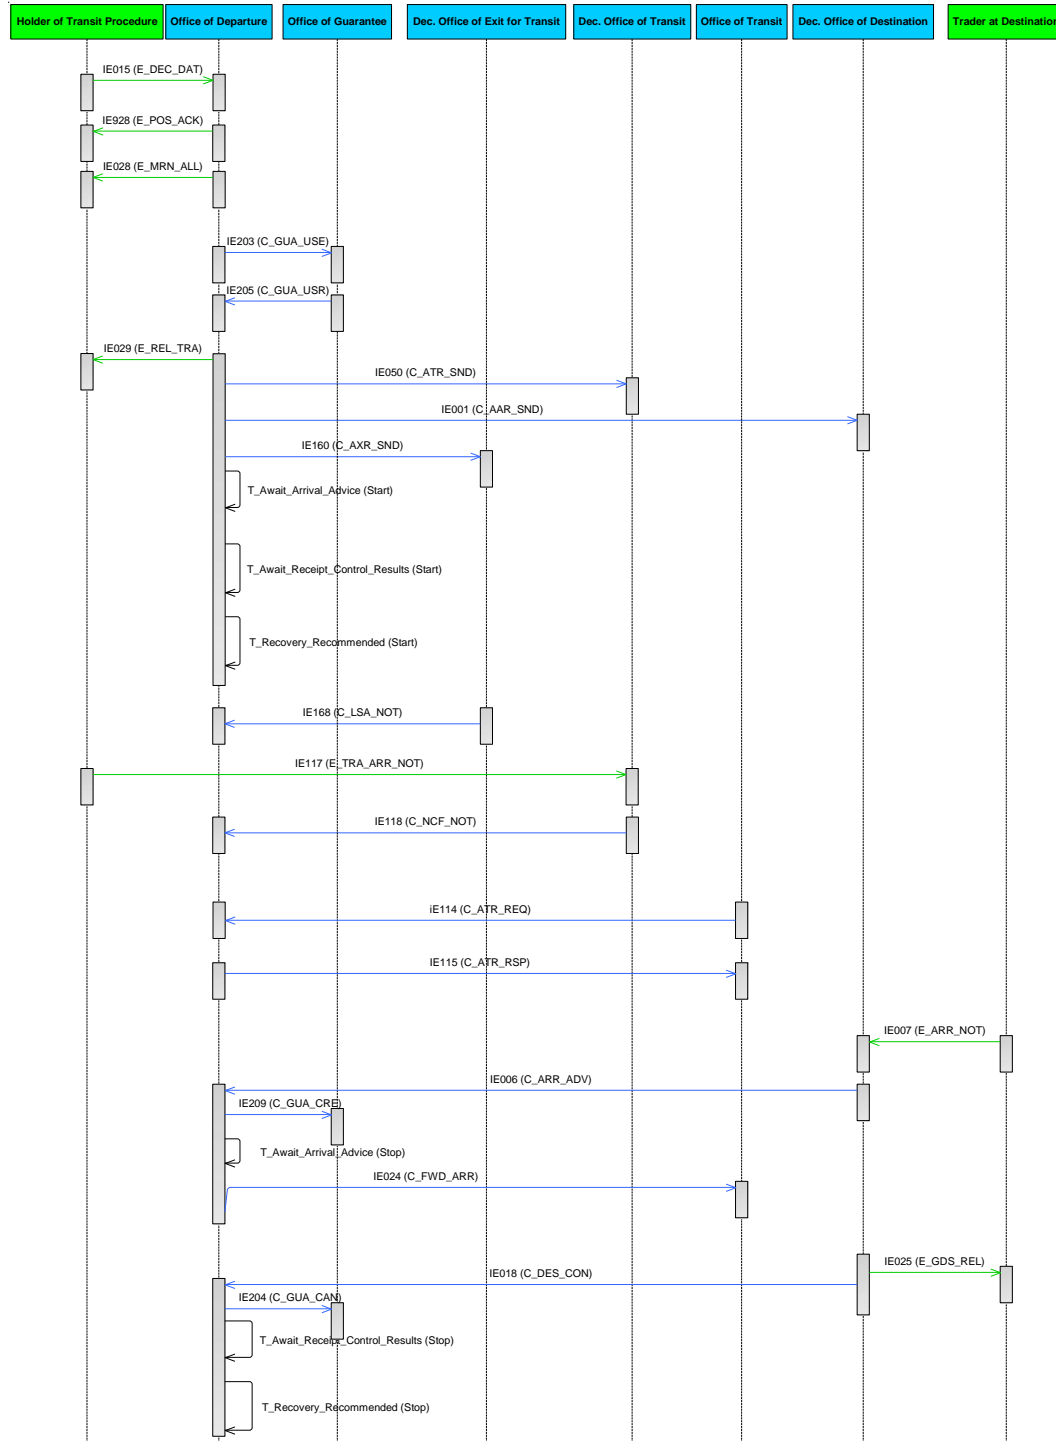 Holder of Transit Procedure
Office of Departure
Office of Guarantee
Dec. Office of Exit for Transit
Dec. Office of Transit
Office of Transit
Dec. Office of Destination
Trader at Destination
IE015 (E_DEC_DAT)
IE928 (E_POS_ACK)
IE028 (E_MRN_ALL)
IE203 (C_GUA_USE)
IE205 (C_GUA_USR)
IE029 (E_REL_TRA)
IE050 (C_ATR_SND)
IE001 (C_AAR_SND)
IE160 (C_AXR_SND)
T_Await_Arrival_Advice (Start)
T_Await_Receipt_Control_Results (Start)
T_Recovery_Recommended (Start)
IE168 (C_LSA_NOT)
IE117 (E_TRA_ARR_NOT)
IE118 (C_NCF_NOT)
iE114 (C_ATR_REQ)
IE115 (C_ATR_RSP)
IE007 (E_ARR_NOT)
IE006 (C_ARR_ADV)
IE209 (C_GUA_CRE)
T_Await_Arrival_Advice (Stop)
IE024 (C_FWD_ARR)
IE025 (E_GDS_REL)
IE018 (C_DES_CON)
IE204 (C_GUA_CAN)
T_Await_Receipt_Control_Results (Stop)
T_Recovery_Recommended (Stop)